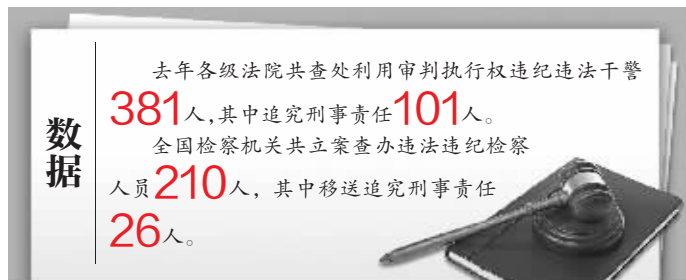 数据
去年各级法院共查处利用审判执行权违纪违法干警
381人,其中追究刑事责任101人。
全国检察机关共立案查办违法违纪检察
人员210人，其中移送追究刑事责任
26人。